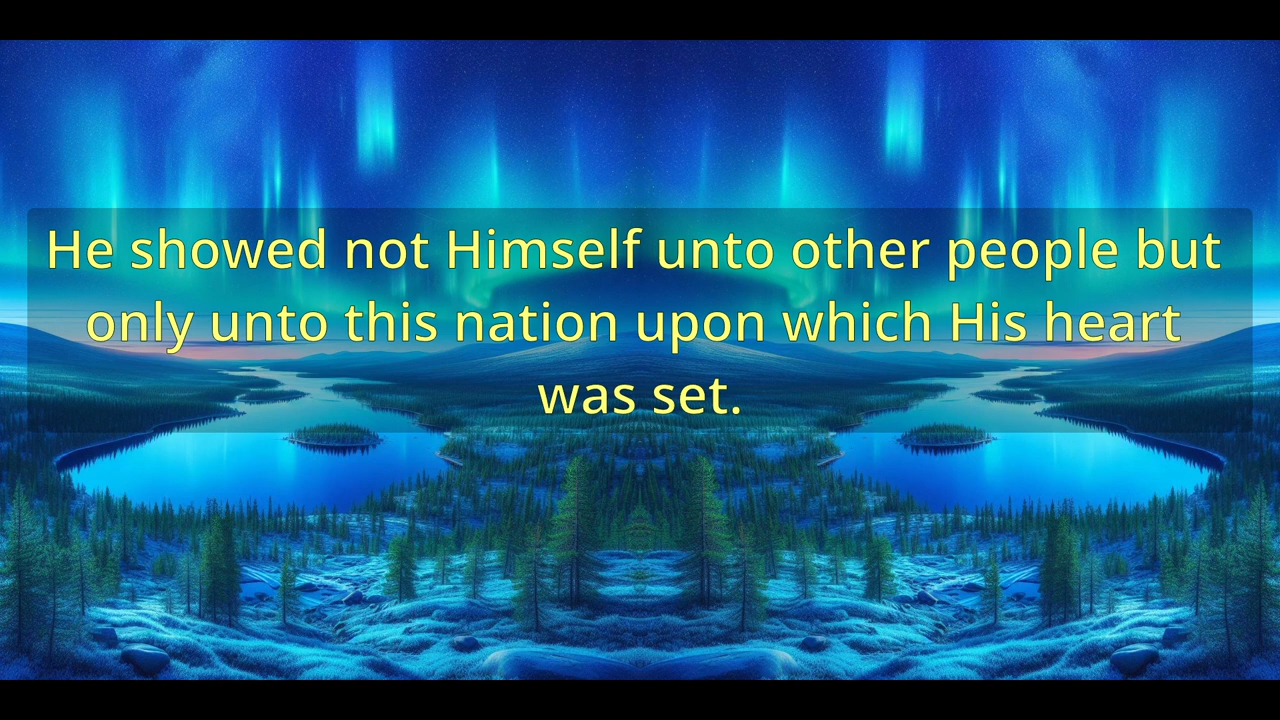 He showed not Himself unto other people but
only unto this nation upon which His heart
was set.